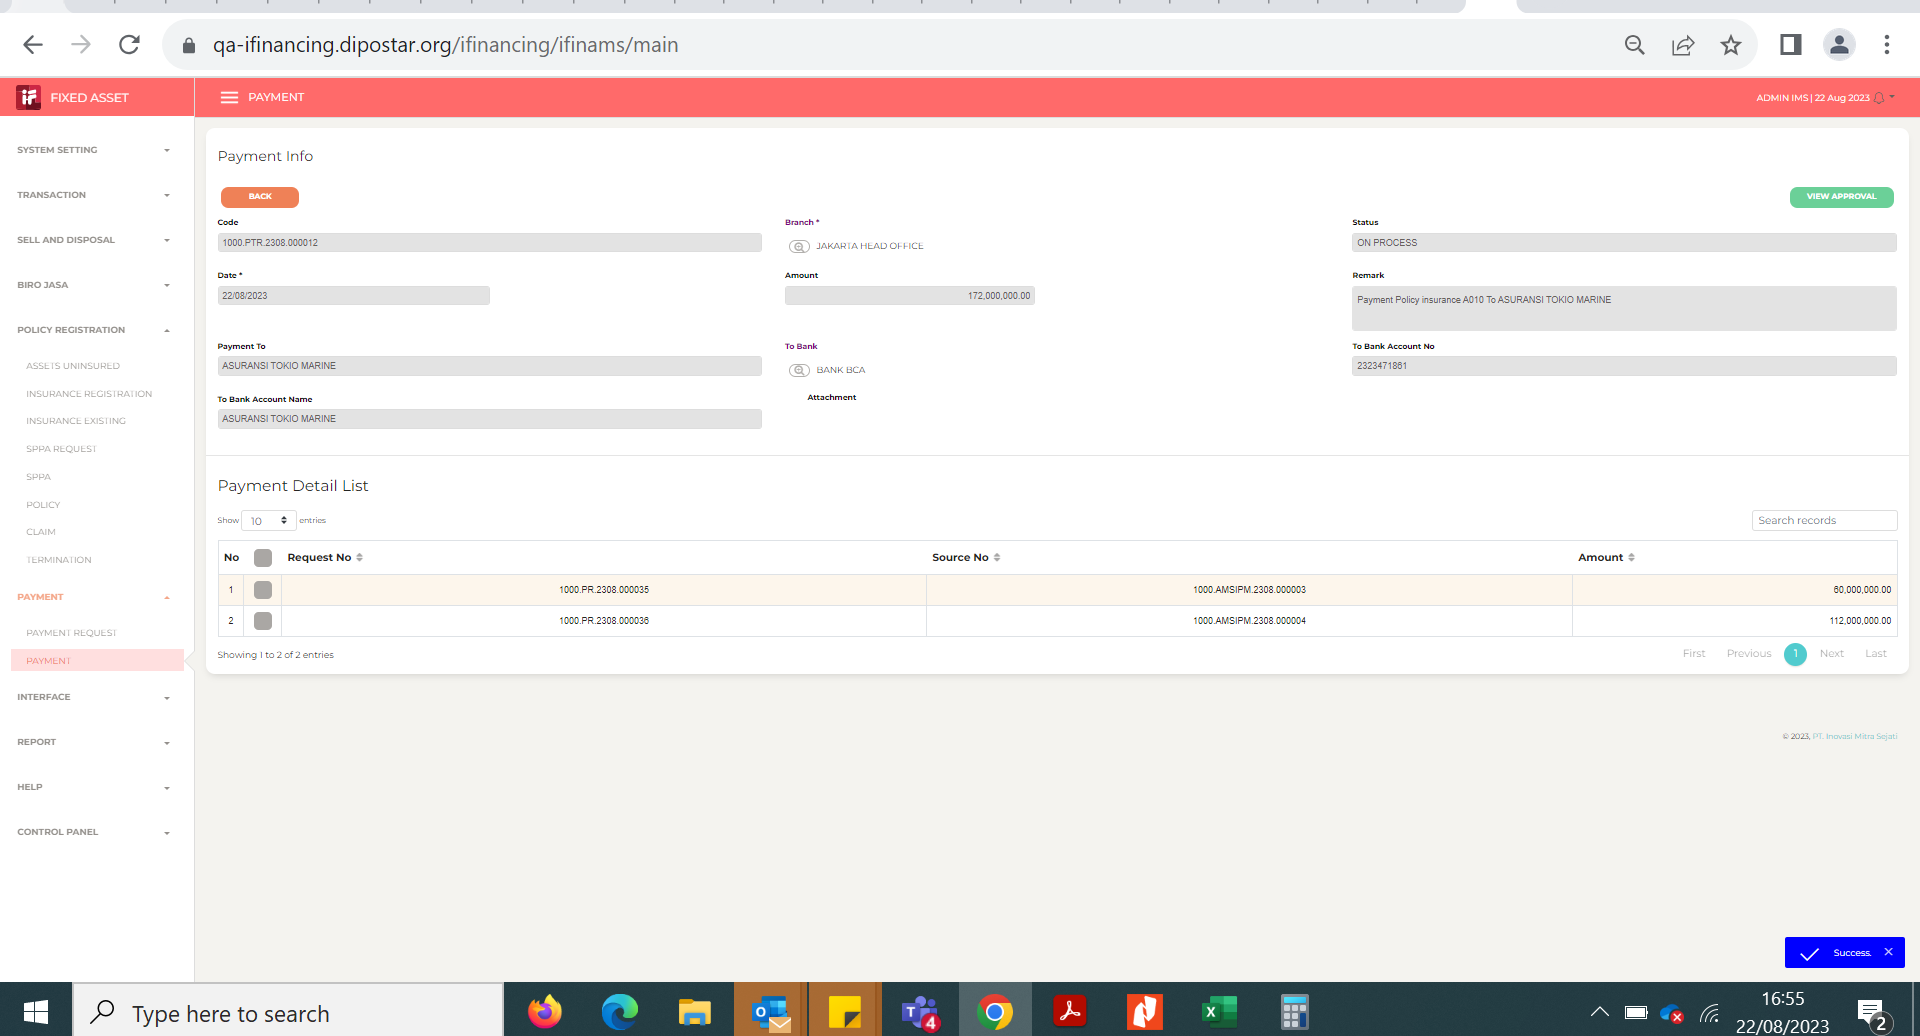 qa-ifinancing.dipostar.org/ifinancing/ifinams/main
iF FIXED ASSET
PAYMENT
ADMIN IMS | 22 Aug 2023
SYSTEM SETTING
TRANSACTION
SELL AND DISPOSAL
BIRO JASA
POLICY REGISTRATION
ASSETS UNINSURED
INSURANCE REGISTRATION
INSURANCE EXISTING
SPPA REQUEST
SPPA
POLICY
CLAIM
TERMINATION
PAYMENT
PAYMENT REQUEST
PAYMENT
INTERFACE
REPORT
HELP
CONTROL PANEL
Payment Info
BACK
VIEW APPROVAL
Code
1000.PTR.2308.000012
Branch *
JAKARTA HEAD OFFICE
Status
ON PROCESS
Date *
22/08/2023
Amount
172,000,000.00
Remark
Payment Policy insurance A010 To ASURANSI TOKIO MARINE
Payment To
ASURANSI TOKIO MARINE
To Bank
BANK BCA
To Bank Account No
2323471861
To Bank Account Name
ASURANSI TOKIO MARINE
Attachment
Payment Detail List
Show 10 entries
Search records
No Request No Source No Amount
1 1000.PR.2308.000035 1000.AMSIPM.2308.000003 60,000,000.00
2 1000.PR.2308.000036 1000.AMSIPM.2308.000004 112,000,000.00
Showing 1 to 2 of 2 entries
First Previous 1 Next Last
© 2023, PT. Inovasi Mitra Sejati
Success. ×
Type here to search
4
16:55
22/08/2023
2